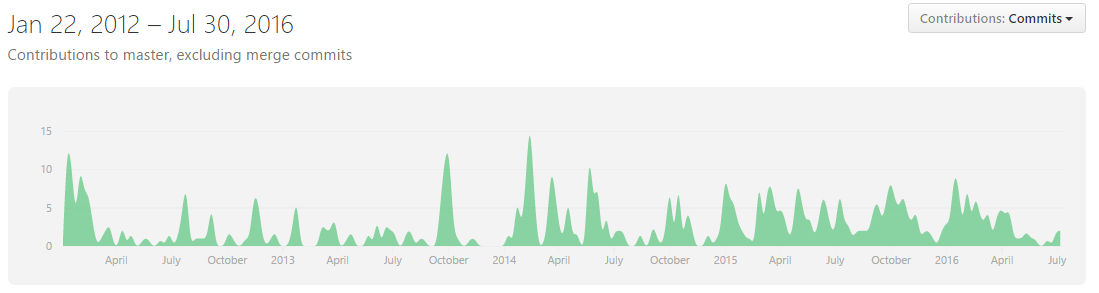 Jan 22, 2012 – Jul 30, 2016
Contributions: Commits
Contributions to master, excluding merge commits
15
10
5
0
April July October 2013 April July October 2014 April July October 2015 April July October 2016 April July